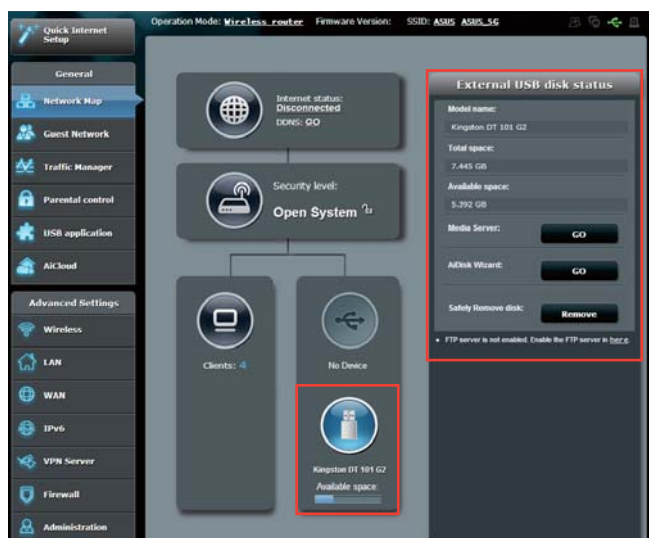 Quick Internet
Setup
Operation Mode: Wireless router Firmware Version: SSID: ASUS ASUS_5G
General
Network Map
Guest Network
Traffic Manager
Parental control
USB application
AiCloud
Advanced Settings
Wireless
LAN
WAN
IPv6
VPN Server
Firewall
Administration
Internet status:
Disconnected
DDNS: GO
Security level:
Open System
Clients: 4
No Device
Kingston DT 101 G2
Available space:
External USB disk status
Model name:
Kingston DT 101 G2
Total space:
7.445 GB
Available space:
5.392 GB
Media Server: GO
AiDisk Wizard: GO
Safely Remove disk: Remove
• FTP server is not enabled. Enable the FTP server in here.